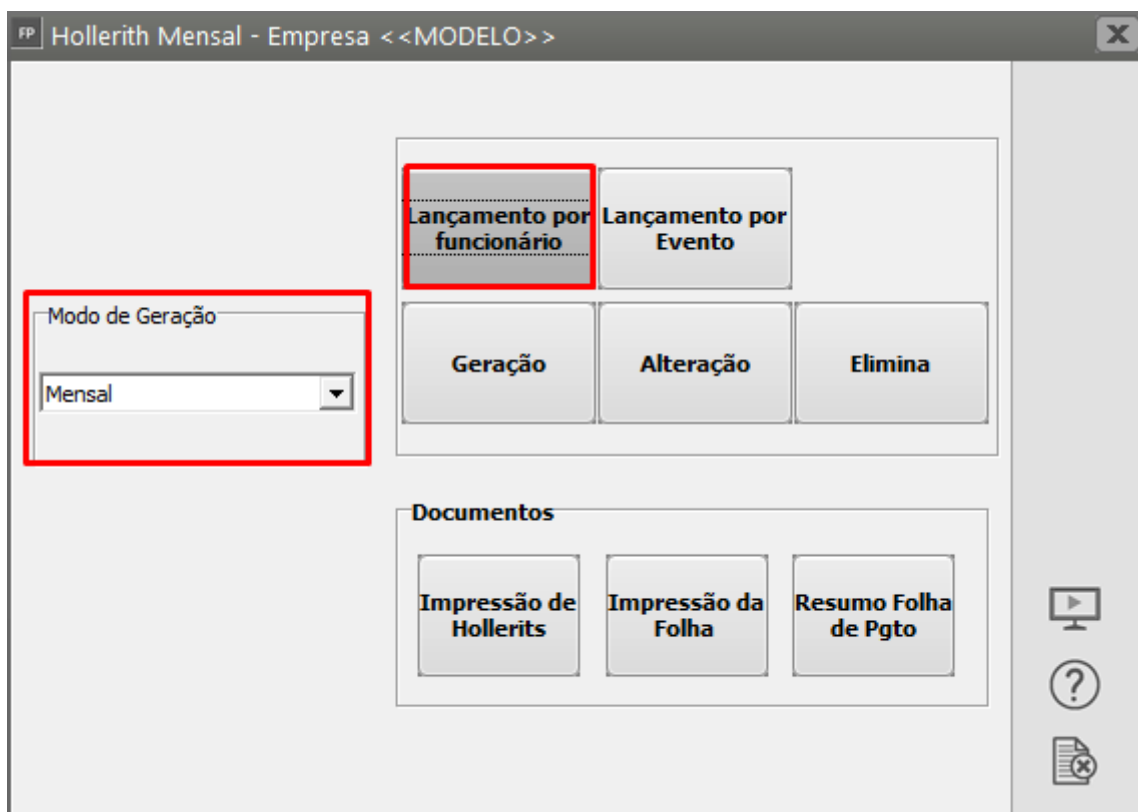 FP Hollerith Mensal - Empresa <<MODELO>>
Lançamento por
funcionário
Lançamento por
Evento
Modo de Geração
Mensal
Geração
Alteração
Elimina
Documentos
Impressão de
Hollerits
Impressão da
Folha
Resumo Folha
de Pgto
?